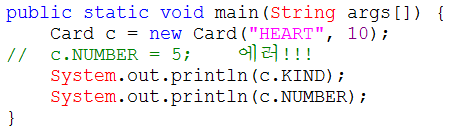 public static void main(String args[]) {
    Card c = new Card("HEART", 10);
//  c.NUMBER = 5;    에러!!!
    System.out.println(c.KIND);
    System.out.println(c.NUMBER);
}